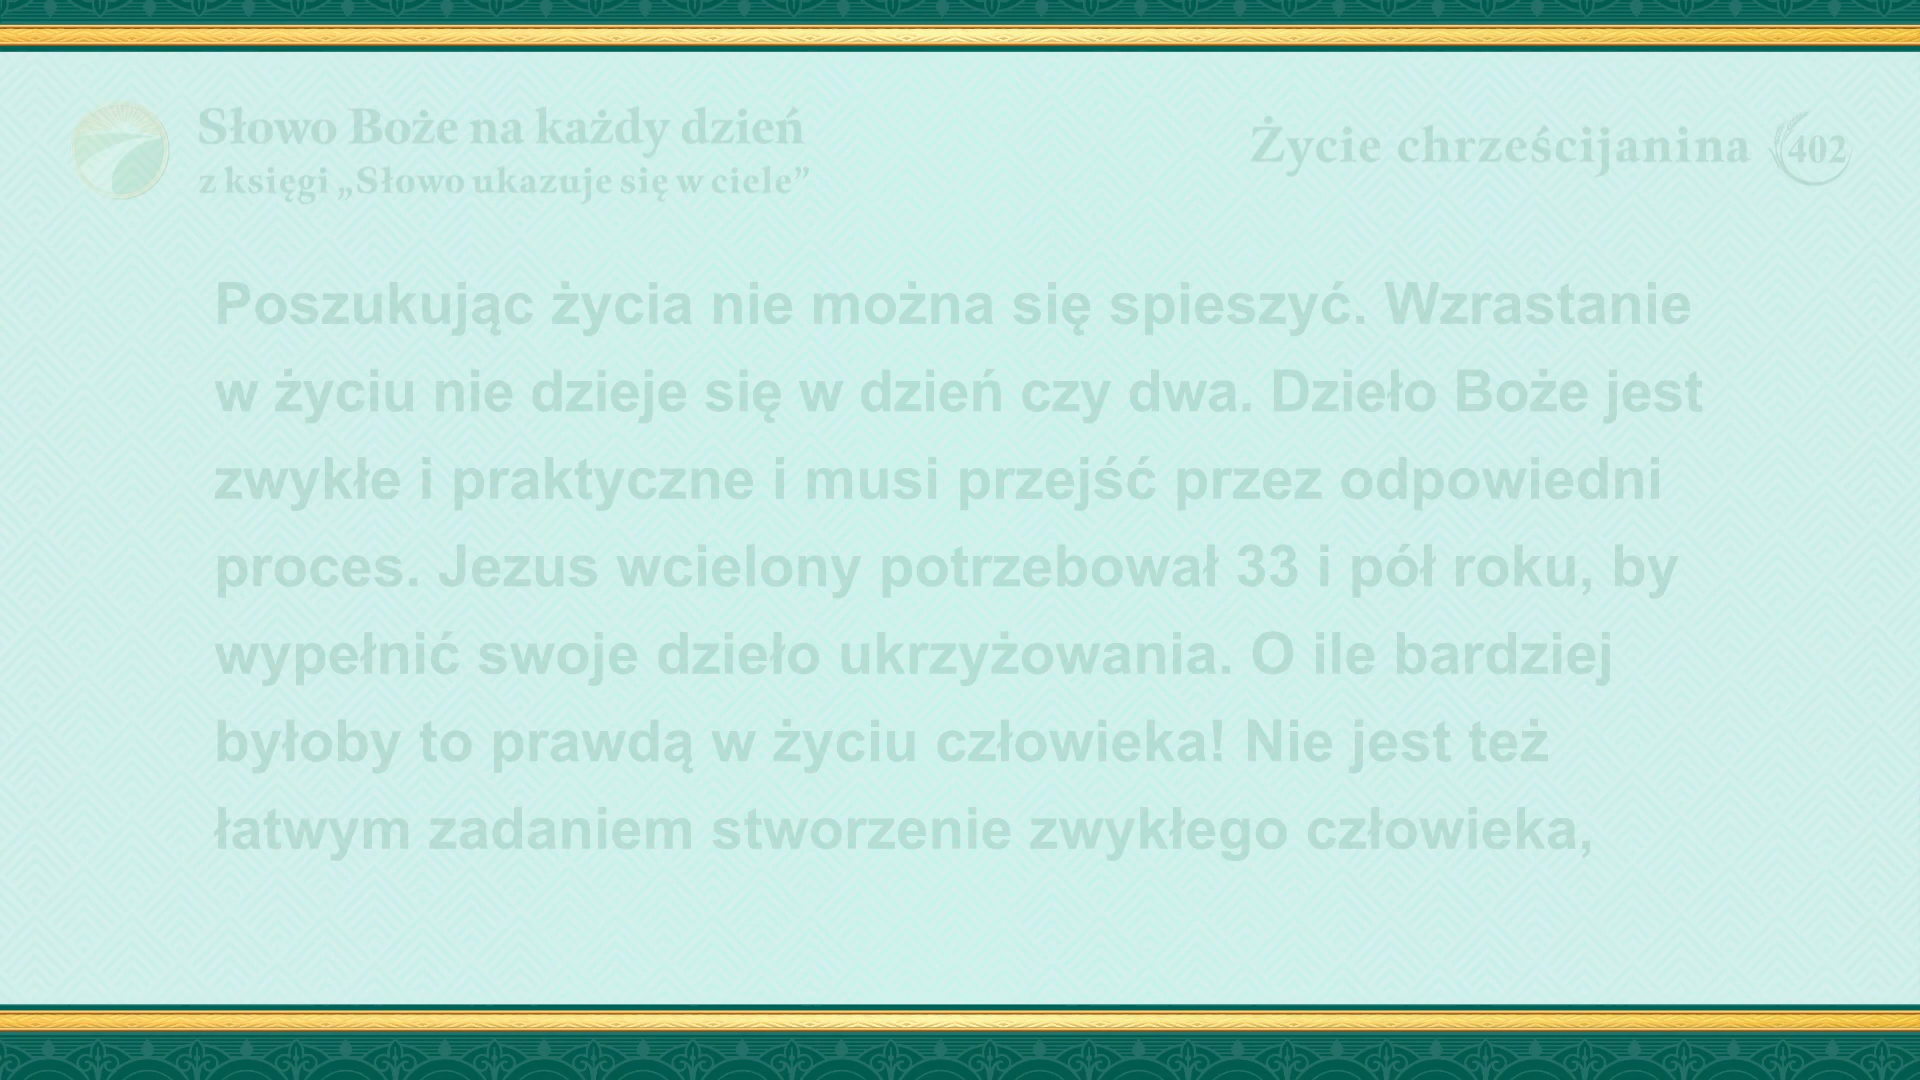 Słowo Boże na każdy dzień
z księgi „Słowo ukazuje się w ciele”
Życie chrześcijanina 402
Poszukując życia nie można się spieszyć. Wzrastanie
w życiu nie dzieje się w dzień czy dwa. Dzieło Boże jest
zwykłe i praktyczne i musi przejść przez odpowiedni
proces. Jezus wcielony potrzebował 33 i pół roku, by
wypełnić swoje dzieło ukrzyżowania. O ile bardziej
byłoby to prawdą w życiu człowieka! Nie jest też
łatwym zadaniem stworzenie zwykłego człowieka,